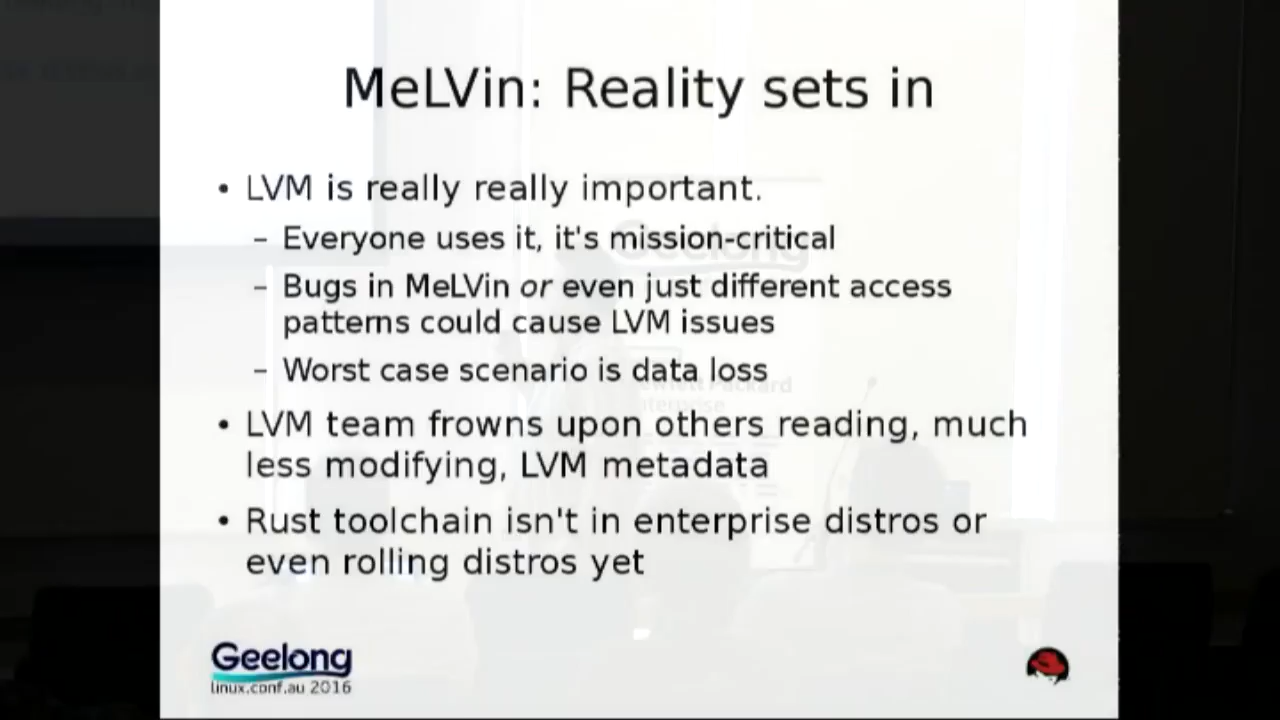 MeLVin: Reality sets in
• LVM is really really important.
– Everyone uses it, it's mission-critical
– Bugs in MeLVin or even just different access
patterns could cause LVM issues
– Worst case scenario is data loss
• LVM team frowns upon others reading, much
less modifying, LVM metadata
• Rust toolchain isn't in enterprise distros or
even rolling distros yet
Geelong
linux.conf.au 2016